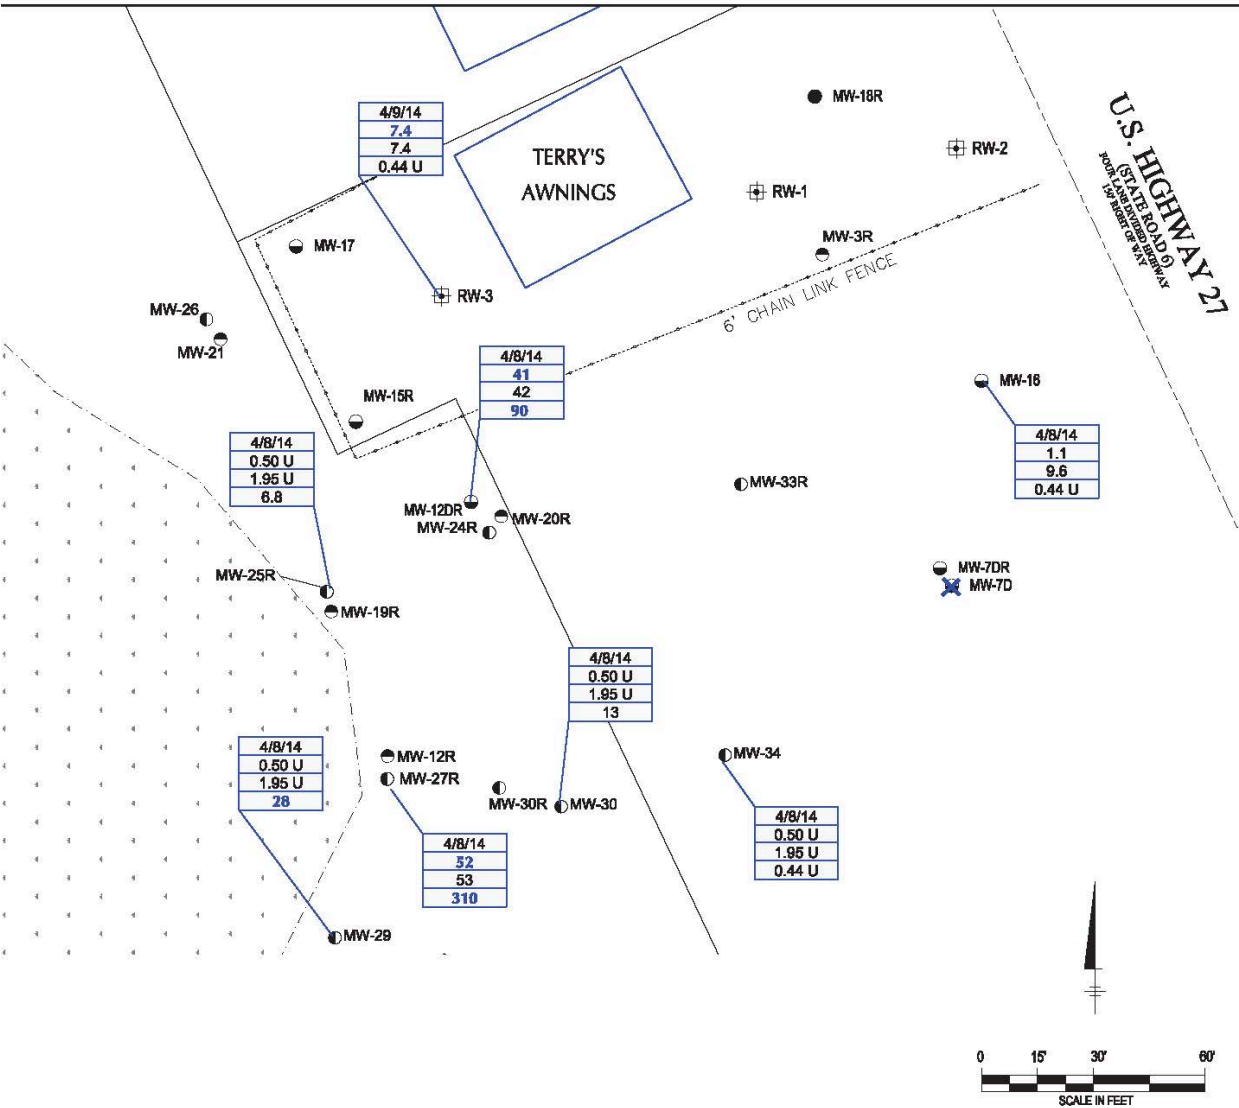 MW-18R
4/9/14
7.4
7.4
0.44 U
TERRY'S
AWNINGS
RW-2
RW-1
U.S. HIGHWAY 27
(STATE ROAD 6)
FOUR LANE DIVIDED HIGHWAY
150' RIGHT OF WAY
MW-17
MW-3R
RW-3
6' CHAIN LINK FENCE
MW-26
MW-21
4/8/14
41
42
90
MW-16
MW-15R
4/8/14
1.1
9.6
0.44 U
4/8/14
0.50 U
1.95 U
6.8
MW-33R
MW-12DR
MW-20R
MW-24R
MW-7DR
MW-7D
MW-25R
MW-19R
4/8/14
0.50 U
1.95 U
13
4/8/14
0.50 U
1.95 U
28
MW-12R
MW-27R
MW-34
MW-30R
MW-30
4/8/14
0.50 U
1.95 U
0.44 U
4/8/14
52
53
310
MW-29
0 15' 30' 60'
SCALE IN FEET